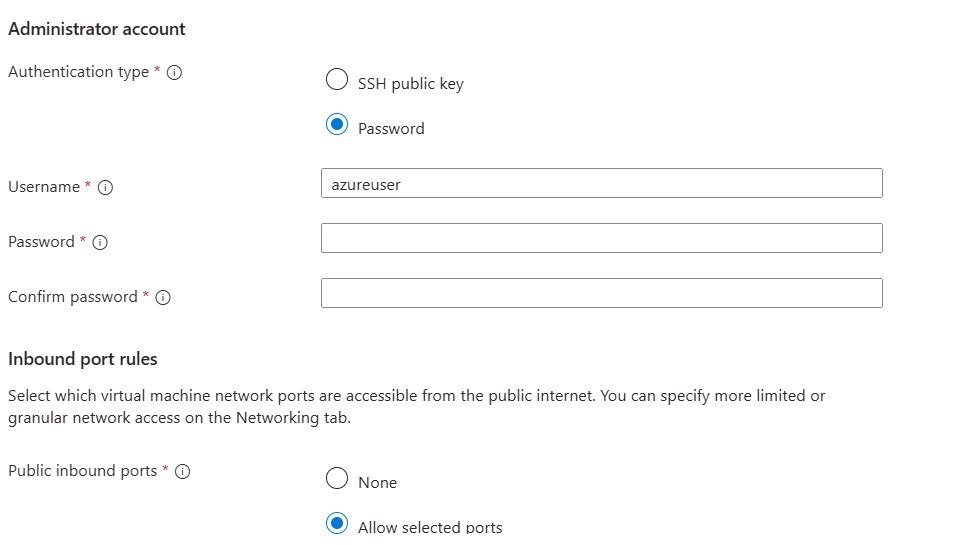 Administrator account
Authentication type *
SSH public key
Password
Username *
azureuser
Password *
Confirm password *
Inbound port rules
Select which virtual machine network ports are accessible from the public internet. You can specify more limited or
granular network access on the Networking tab.
Public inbound ports *
None
Allow selected ports